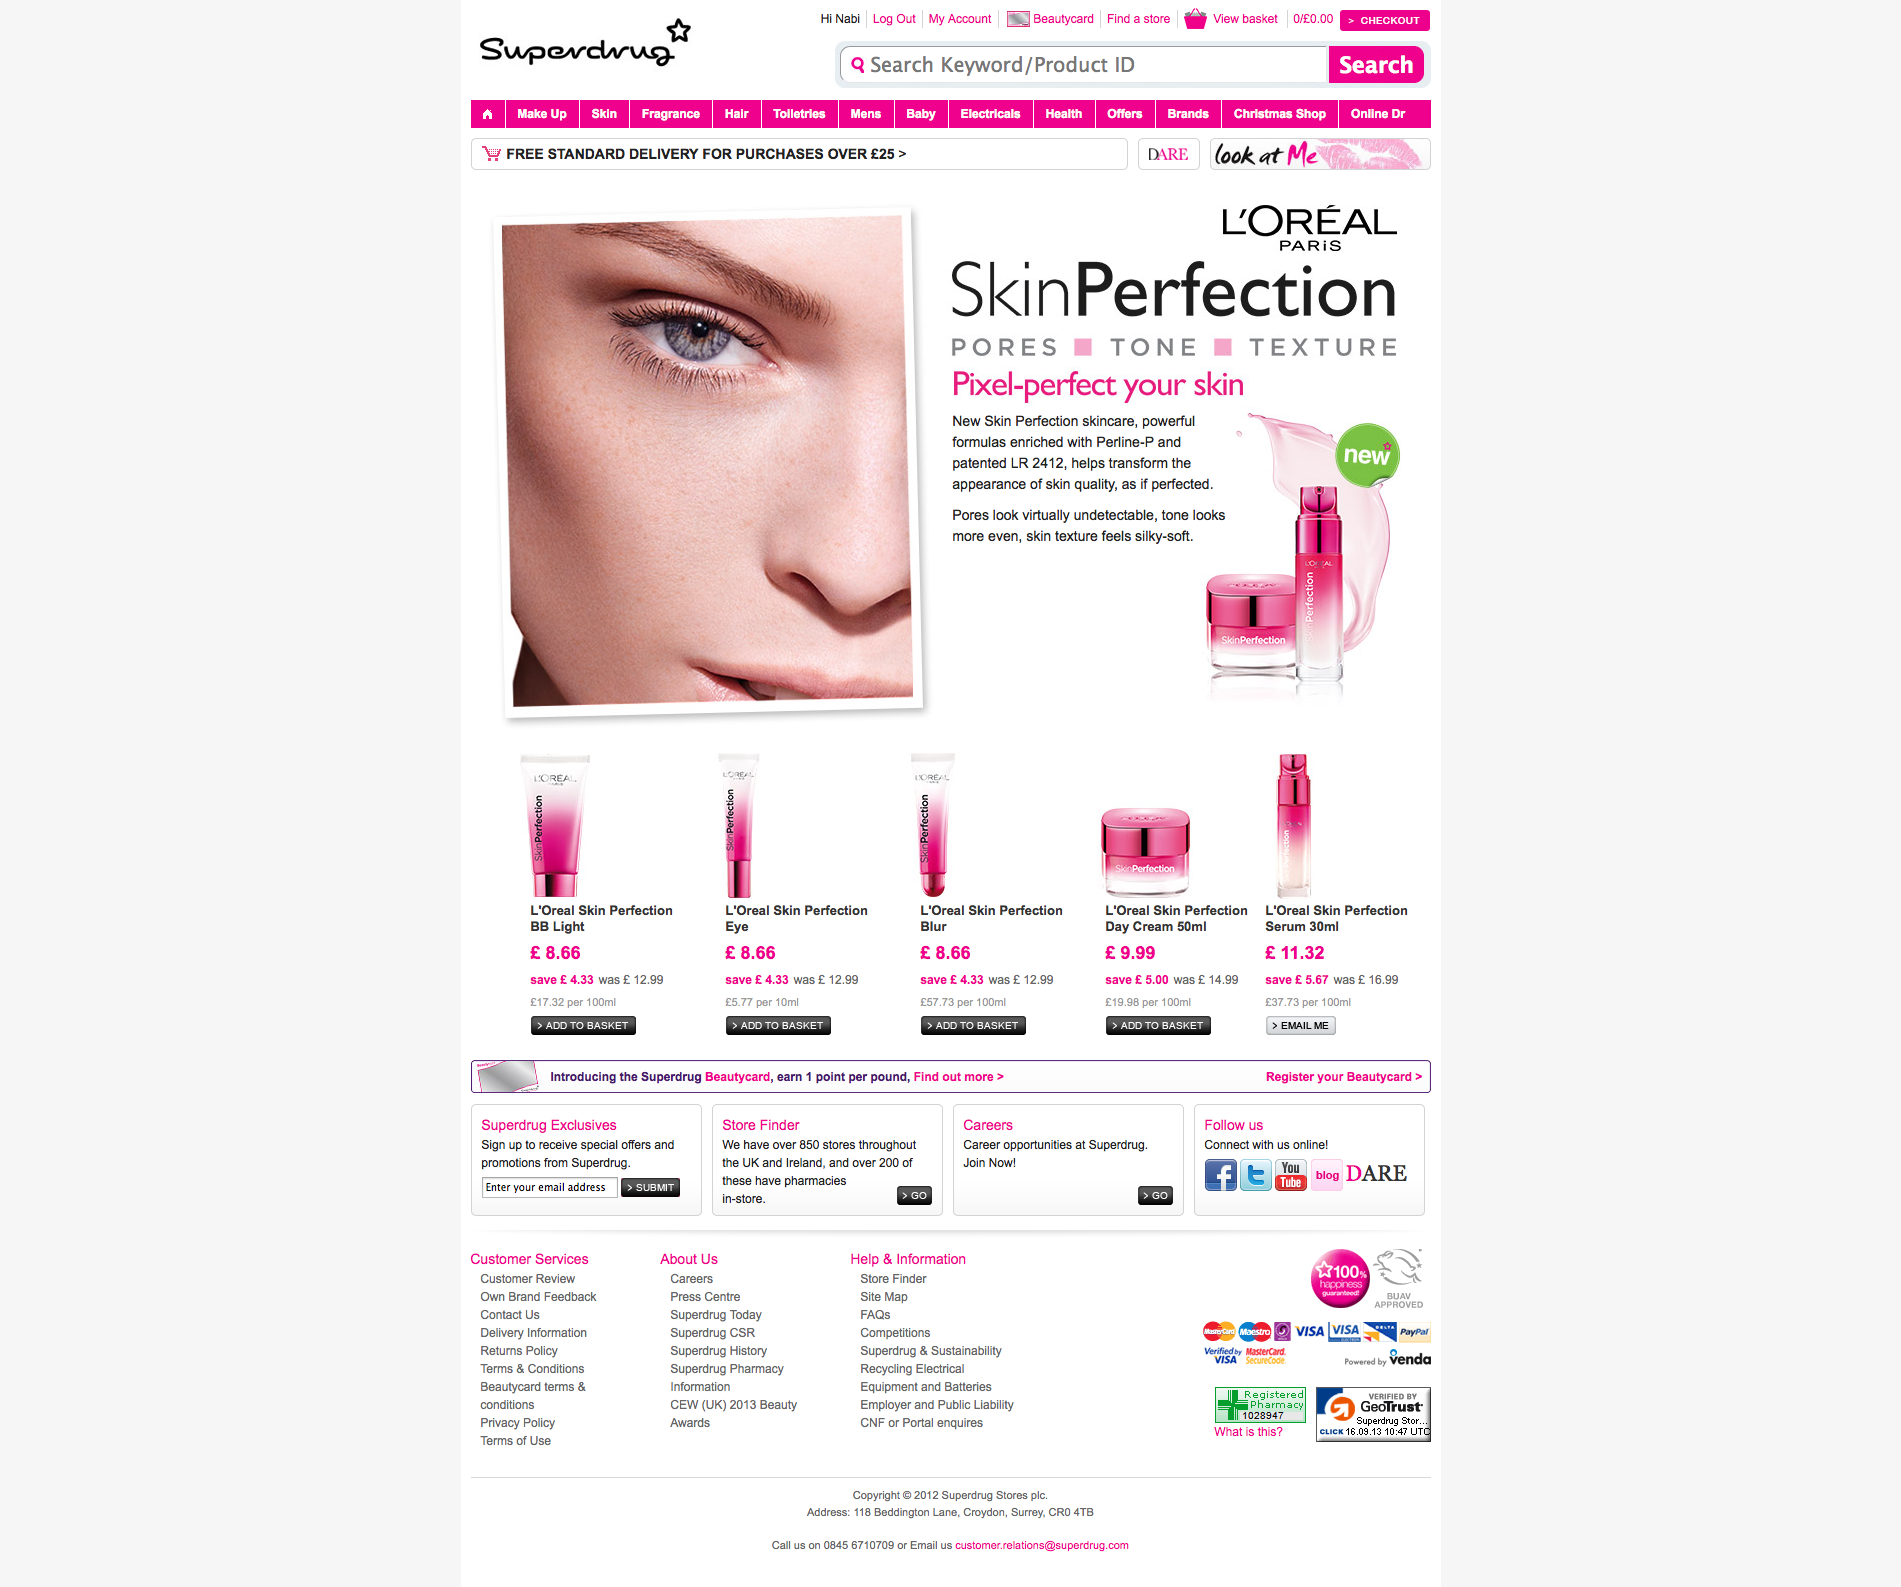 Superdrug
Hi Nabi
Log Out
My Account
Beautycard
Find a store
View basket
0/£0.00
> CHECKOUT
Search Keyword/Product ID
Search
Make Up
Skin
Fragrance
Hair
Toiletries
Mens
Baby
Electricals
Health
Offers
Brands
Christmas Shop
Online Dr
FREE STANDARD DELIVERY FOR PURCHASES OVER £25 >
DARE
look at Me
L'ORÉAL
PARIS
SkinPerfection
PORES TONE TEXTURE
Pixel-perfect your skin
New Skin Perfection skincare, powerful
formulas enriched with Perline-P and
patented LR 2412, helps transform the
appearance of skin quality, as if perfected.
Pores look virtually undetectable, tone looks
more even, skin texture feels silky-soft.
new
L'ORÉAL
SkinPerfection
SkinPerfection
L'ORÉAL
SkinPerfection
L'Oreal Skin Perfection
BB Light
£ 8.66
save £ 4.33 was £ 12.99
£17.32 per 100ml
> ADD TO BASKET
L'ORÉAL
SkinPerfection
L'Oreal Skin Perfection
Eye
£ 8.66
save £ 4.33 was £ 12.99
£5.77 per 10ml
> ADD TO BASKET
L'ORÉAL
SkinPerfection
L'Oreal Skin Perfection
Blur
£ 8.66
save £ 4.33 was £ 12.99
£57.73 per 100ml
> ADD TO BASKET
SkinPerfection
L'Oreal Skin Perfection
Day Cream 50ml
£ 9.99
save £ 5.00 was £ 14.99
£19.98 per 100ml
> ADD TO BASKET
SkinPerfection
L'Oreal Skin Perfection
Serum 30ml
£ 11.32
save £ 5.67 was £ 16.99
£37.73 per 100ml
> EMAIL ME
Introducing the Superdrug Beautycard, earn 1 point per pound, Find out more >
Register your Beautycard >
Superdrug Exclusives
Sign up to receive special offers and
promotions from Superdrug.
Enter your email address
> SUBMIT
Store Finder
We have over 850 stores throughout
the UK and Ireland, and over 200 of
these have pharmacies
in-store.
> GO
Careers
Career opportunities at Superdrug.
Join Now!
> GO
Follow us
Connect with us online!
You
Tube
blog
DARE
Customer Services
Customer Review
Own Brand Feedback
Contact Us
Delivery Information
Returns Policy
Terms & Conditions
Beautycard terms &
conditions
Privacy Policy
Terms of Use
About Us
Careers
Press Centre
Superdrug Today
Superdrug CSR
Superdrug History
Superdrug Pharmacy
Information
CEW (UK) 2013 Beauty
Awards
Help & Information
Store Finder
Site Map
FAQs
Competitions
Superdrug & Sustainability
Recycling Electrical
Equipment and Batteries
Employer and Public Liability
CNF or Portal enquires
100%
happiness
guaranteed!
BUAV
APPROVED
MasterCard
Maestro
VISA
VISA
ELECTRON
DELTA
PayPal
Verified by
VISA
MasterCard.
SecureCode
Powered by venda
Registered
Pharmacy
1028947
What is this?
VERIFIED BY
GeoTrust
Superdrug Stor...
CLICK 16.09.13 10:47 UTC
Copyright © 2012 Superdrug Stores plc.
Address: 118 Beddington Lane, Croydon, Surrey, CR0 4TB
Call us on 0845 6710709 or Email us customer.relations@superdrug.com